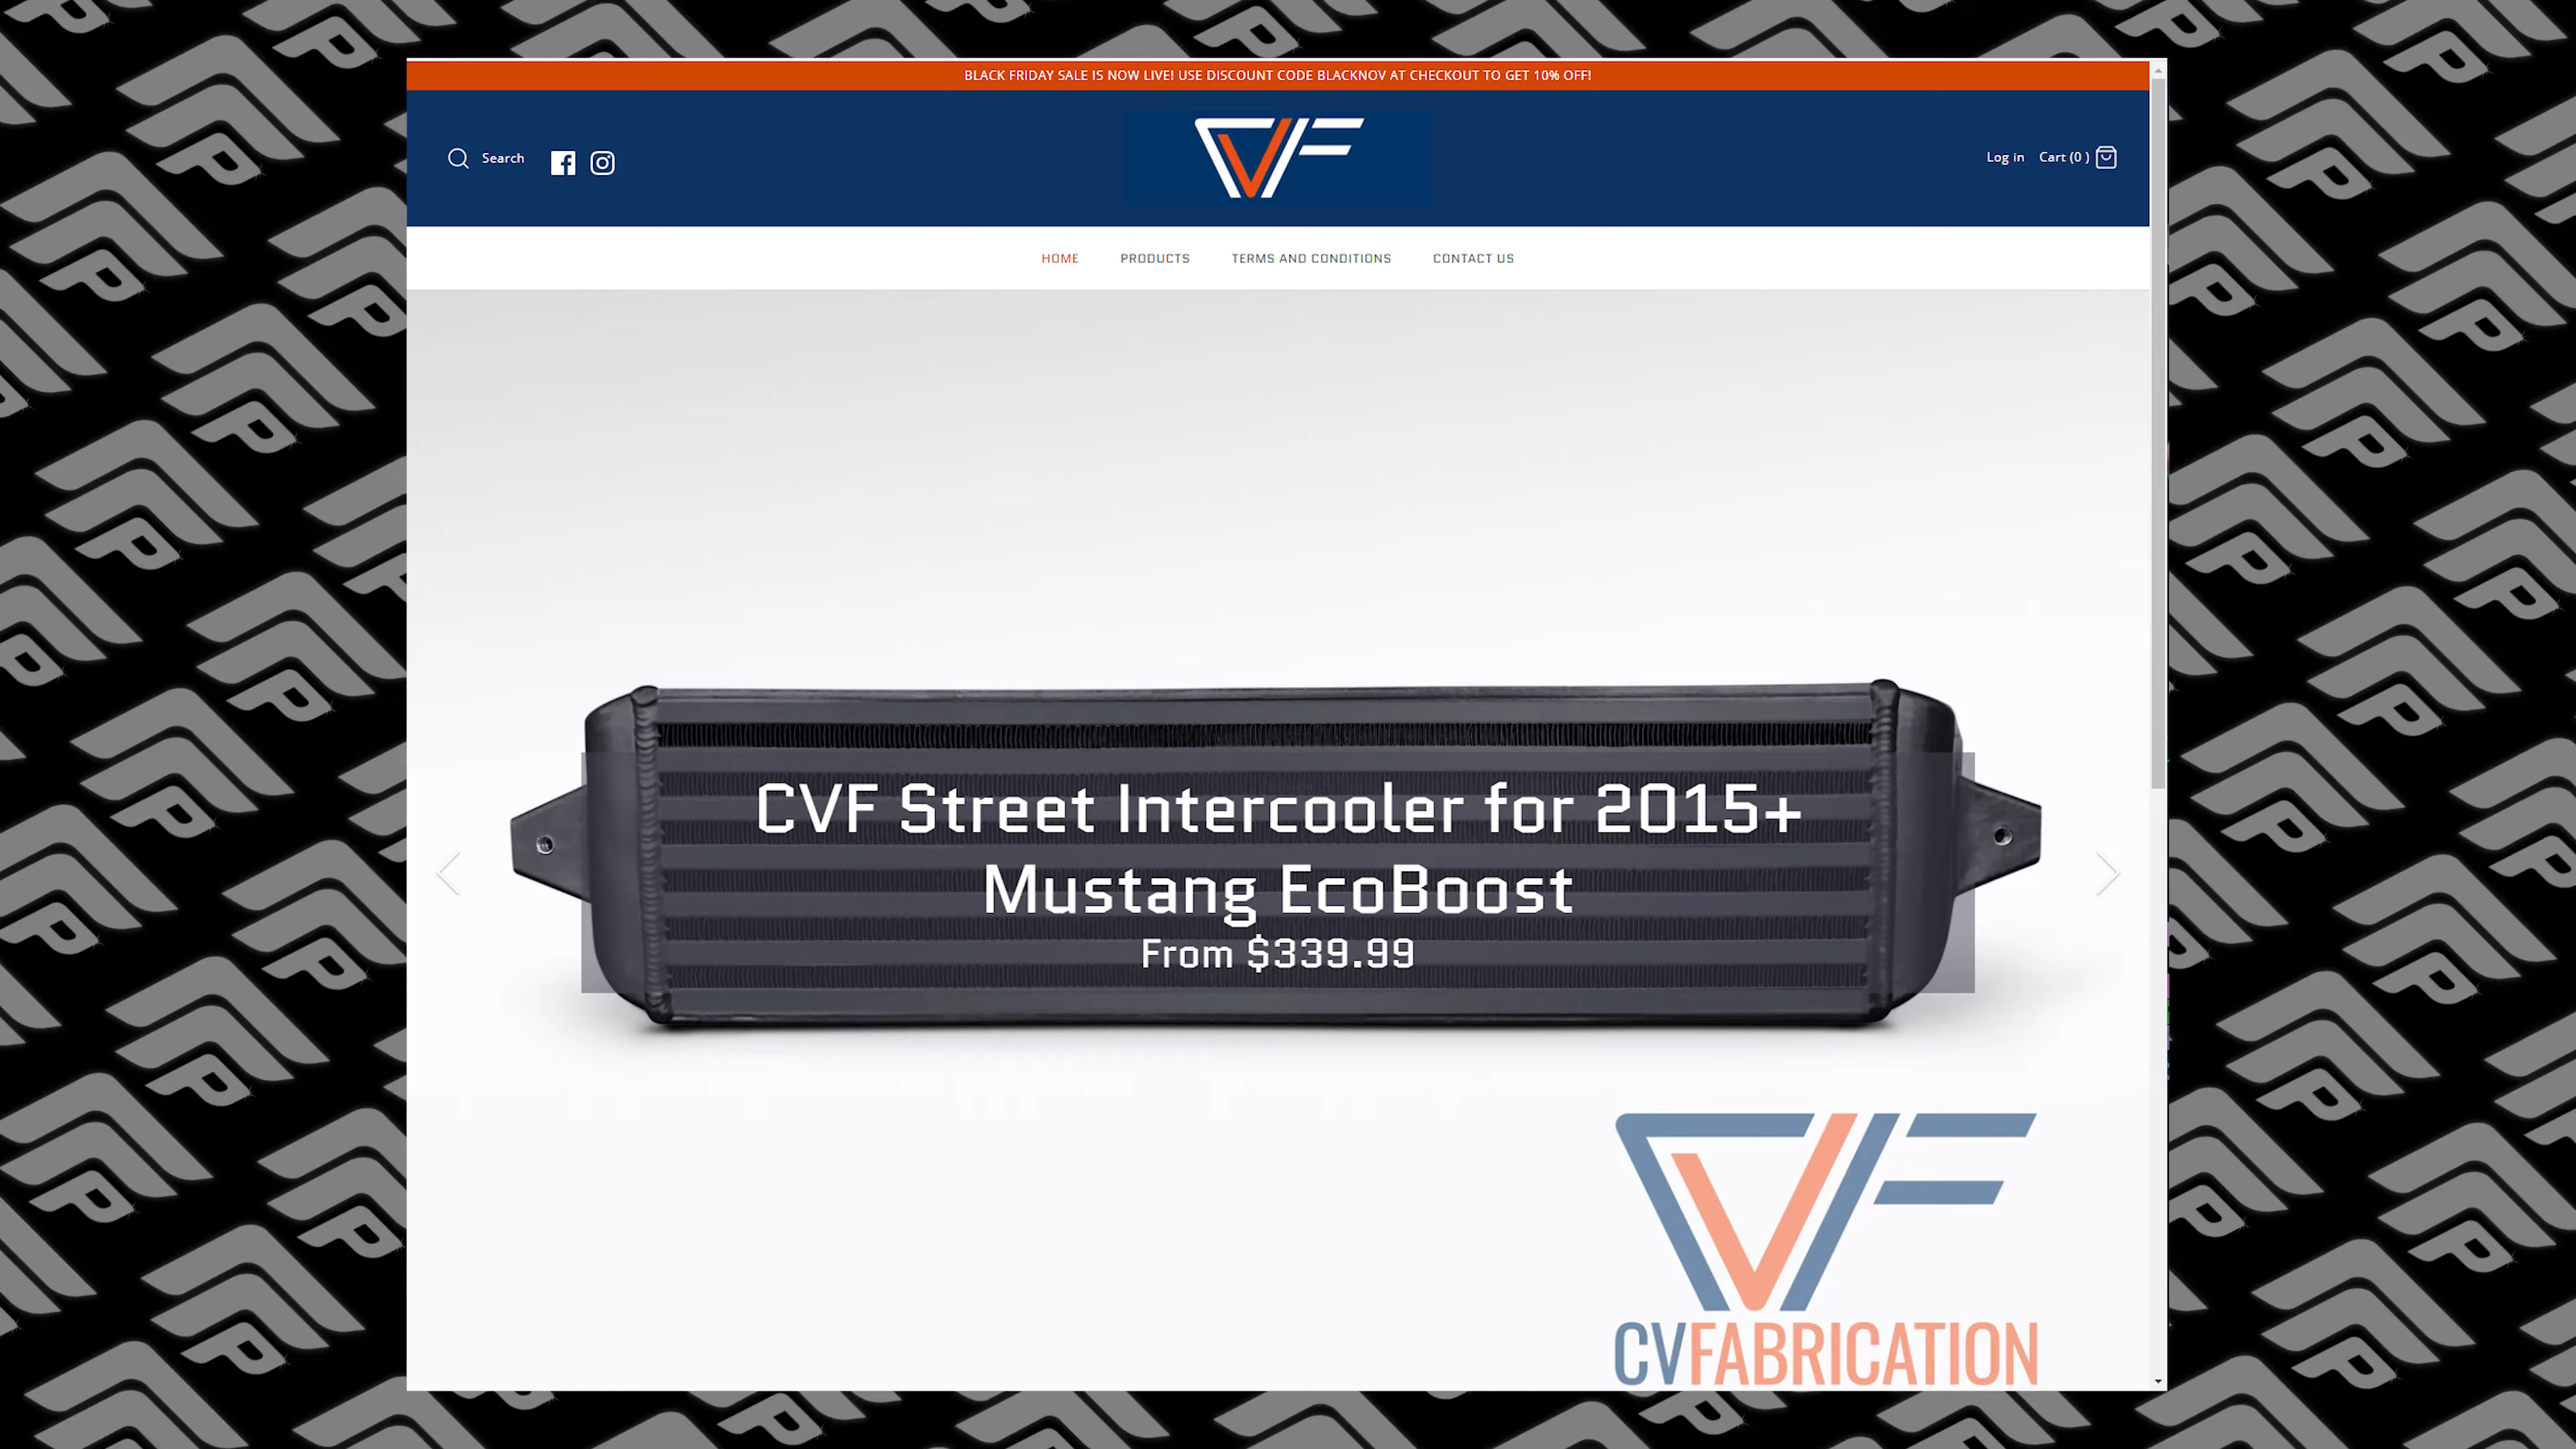 BLACK FRIDAY SALE IS NOW LIVE! USE DISCOUNT CODE BLACKNOV AT CHECKOUT TO GET 10% OFF!
Search
CVF
Log in Cart (0 )
HOME PRODUCTS TERMS AND CONDITIONS CONTACT US
CVF Street Intercooler for 2015+
Mustang EcoBoost
From $339.99
CVF
CVFABRICATION